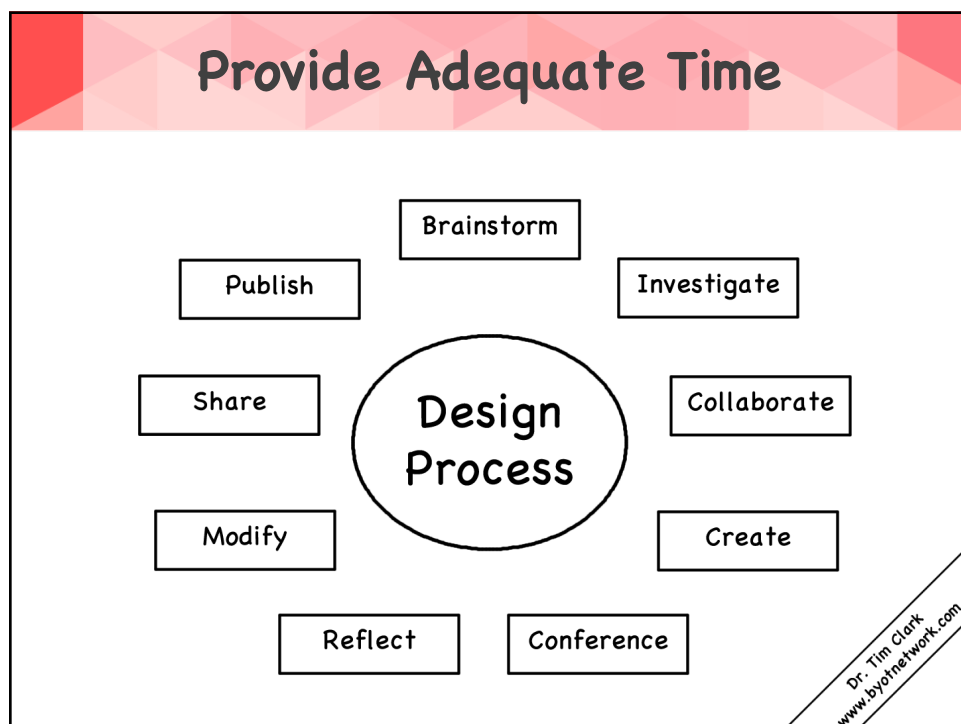 Provide Adequate Time
Brainstorm
Investigate
Collaborate
Create
Conference
Reflect
Modify
Share
Publish
Design
Process
Dr. Tim Clark
www.byotnetwork.com